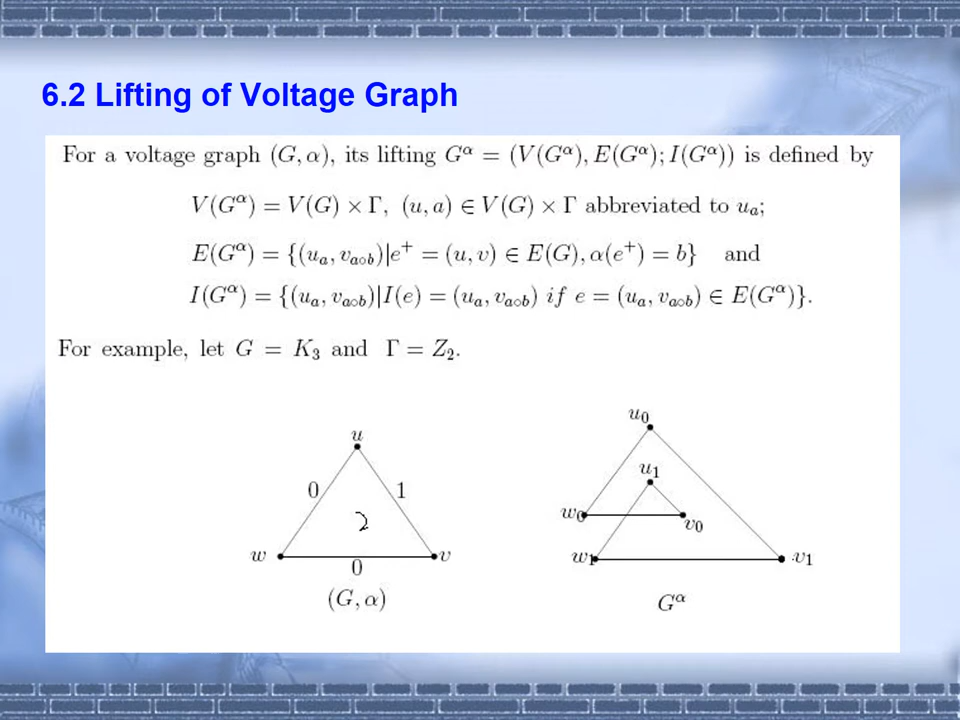 6.2 Lifting of Voltage Graph
For a voltage graph (G, α), its lifting G^α = (V(G^α), E(G^α); I(G^α)) is defined by
V(G^α) = V(G) × Γ, (u, a) ∈ V(G) × Γ abbreviated to u_a;
E(G^α) = {(u_a, v_{a∘b})|e^+ = (u, v) ∈ E(G), α(e^+) = b} and
I(G^α) = {(u_a, v_{a∘b})|I(e) = (u_a, v_{a∘b}) if e = (u_a, v_{a∘b}) ∈ E(G^α)}.
For example, let G = K_3 and Γ = Z_2.
u
0 1
w v
0
(G, α)
u_0
u_1
w_0 v_0
w_1 v_1
G^α